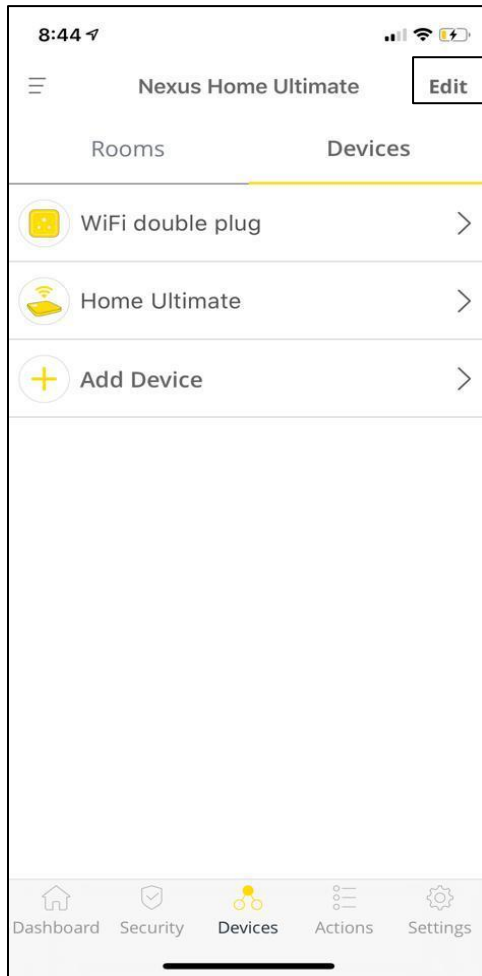 8:44
Nexus Home Ultimate Edit
Rooms Devices
WiFi double plug
Home Ultimate
Add Device
Dashboard Security Devices Actions Settings